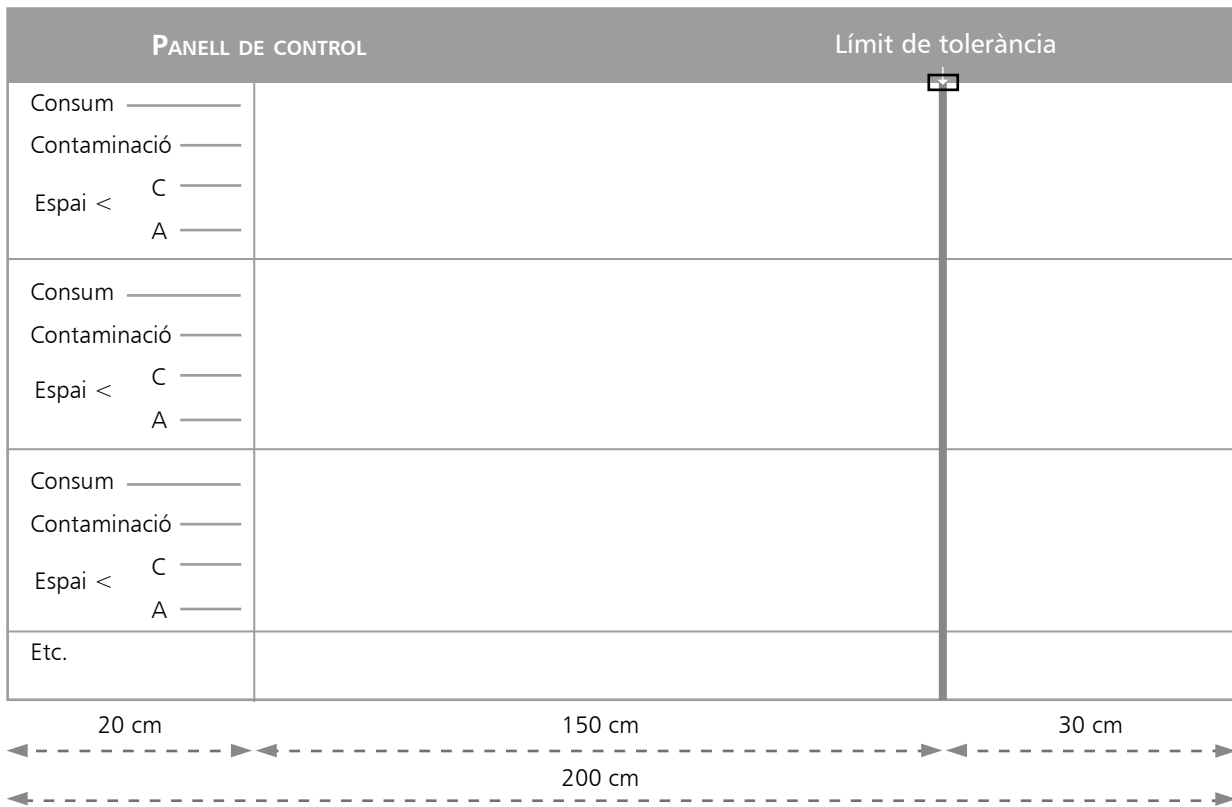 PANELL DE CONTROL
Límit de tolerància
Consum
Contaminació
C
Espai <
A
Consum
Contaminació
C
Espai <
A
Consum
Contaminació
C
Espai <
A
Etc.
20 cm
150 cm
30 cm
200 cm